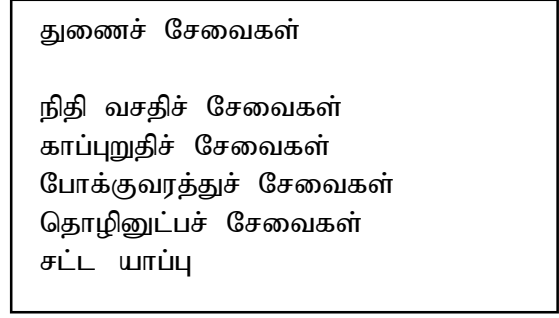 துணைச் சேவைகள்
நிதி வசதிச் சேவைகள்
காப்புறுதிச் சேவைகள்
போக்குவரத்துச் சேவைகள்
தொழினுட்பச் சேவைகள்
சட்ட யாப்பு